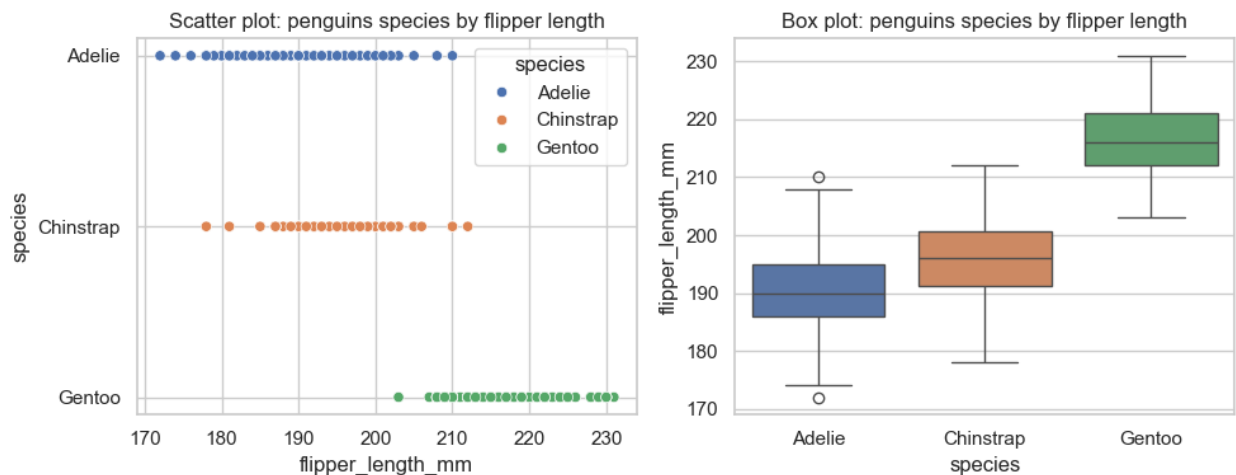 Scatter plot: penguins species by flipper length
Adelie
Chinstrap
Gentoo
species
species
Adelie
Chinstrap
Gentoo
170 180 190 200 210 220 230
flipper_length_mm
Box plot: penguins species by flipper length
230
220
210
200
190
180
170
flipper_length_mm
Adelie Chinstrap Gentoo
species